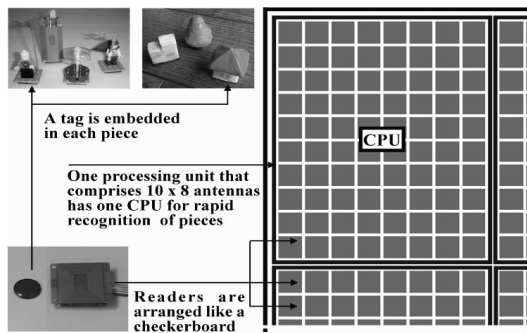 A tag is embedded
in each piece
CPU
One processing unit that
comprises 10 x 8 antennas
has one CPU for rapid
recognition of pieces
Readers are
arranged like a
checkerboard